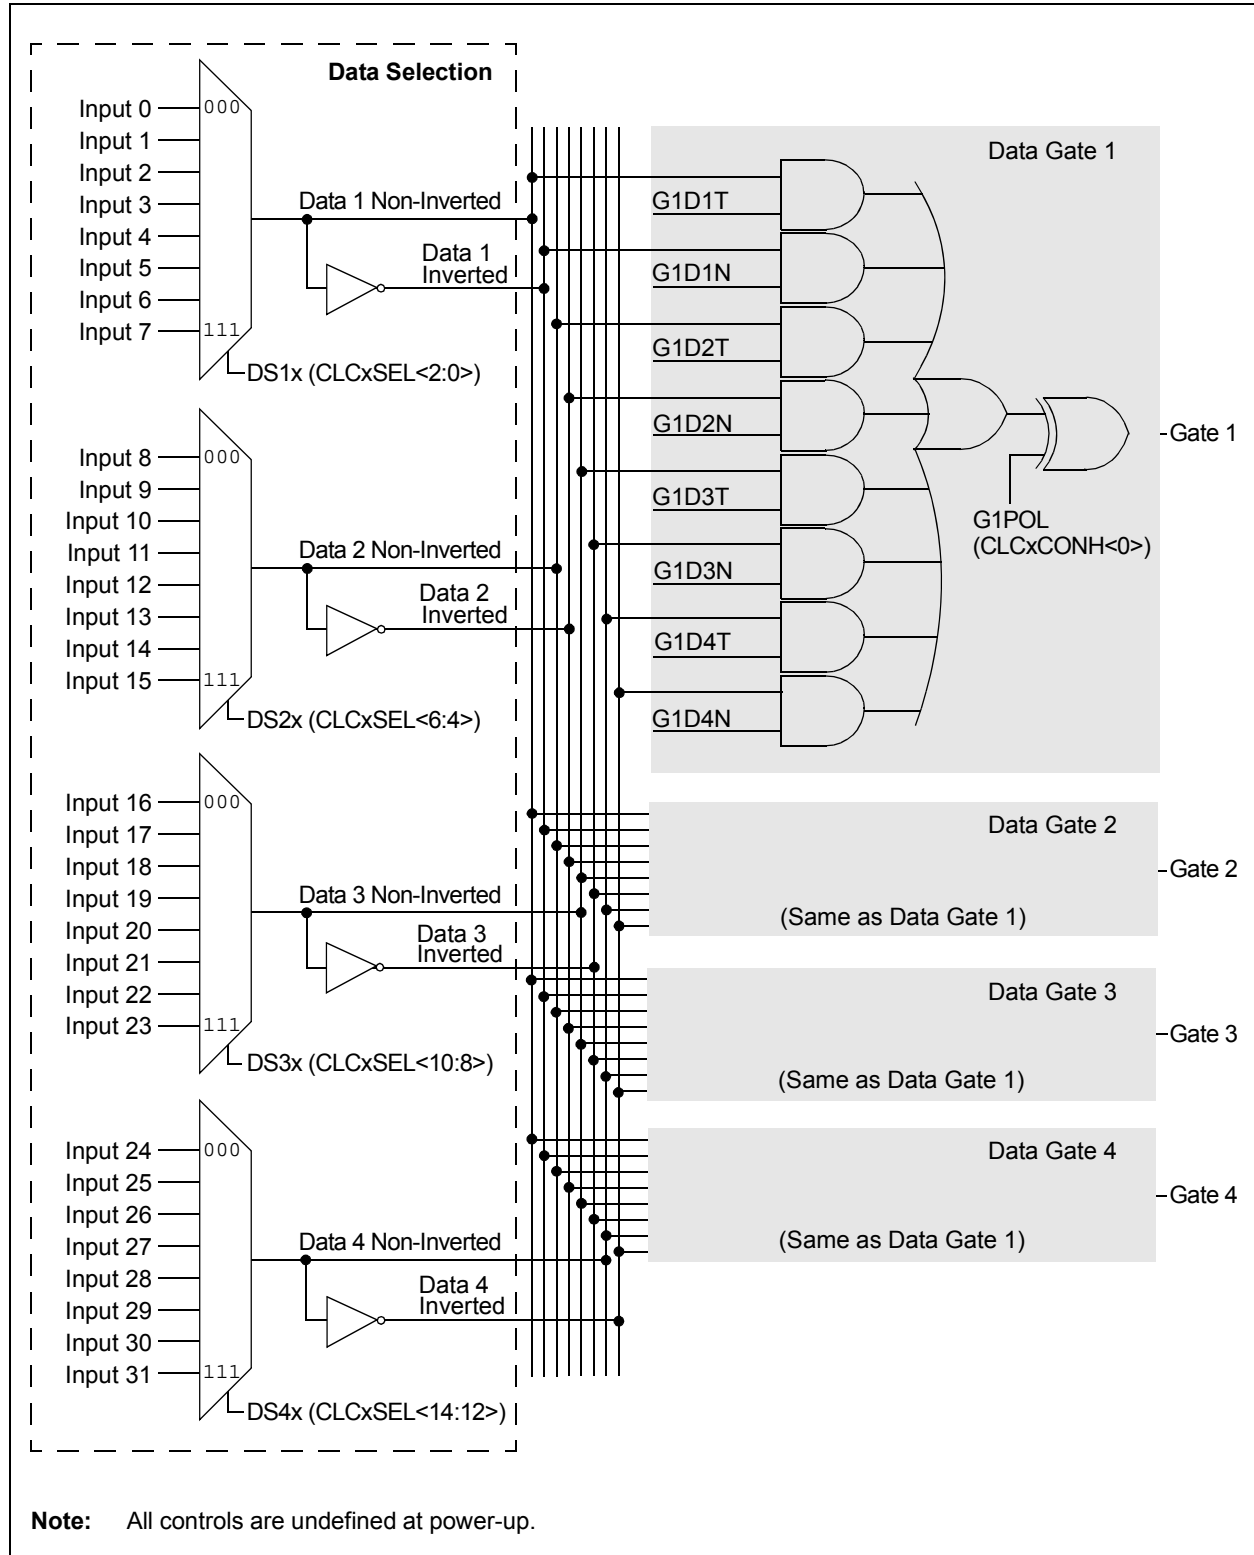 Data Selection
Input 0
Input 1
Input 2
Input 3
Input 4
Input 5
Input 6
Input 7
000
111
Data 1 Non-Inverted
Data 1
Inverted
DS1x (CLCxSEL<2:0>)
Input 8
Input 9
Input 10
Input 11
Input 12
Input 13
Input 14
Input 15
000
111
Data 2 Non-Inverted
Data 2
Inverted
DS2x (CLCxSEL<6:4>)
Input 16
Input 17
Input 18
Input 19
Input 20
Input 21
Input 22
Input 23
000
111
Data 3 Non-Inverted
Data 3
Inverted
DS3x (CLCxSEL<10:8>)
Input 24
Input 25
Input 26
Input 27
Input 28
Input 29
Input 30
Input 31
000
111
Data 4 Non-Inverted
Data 4
Inverted
DS4x (CLCxSEL<14:12>)
Data Gate 1
G1D1T
G1D1N
G1D2T
G1D2N
G1D3T
G1D3N
G1D4T
G1D4N
G1POL
(CLCxCONH<0>)
Gate 1
Data Gate 2
(Same as Data Gate 1)
Gate 2
Data Gate 3
(Same as Data Gate 1)
Gate 3
Data Gate 4
(Same as Data Gate 1)
Gate 4
Note: All controls are undefined at power-up.